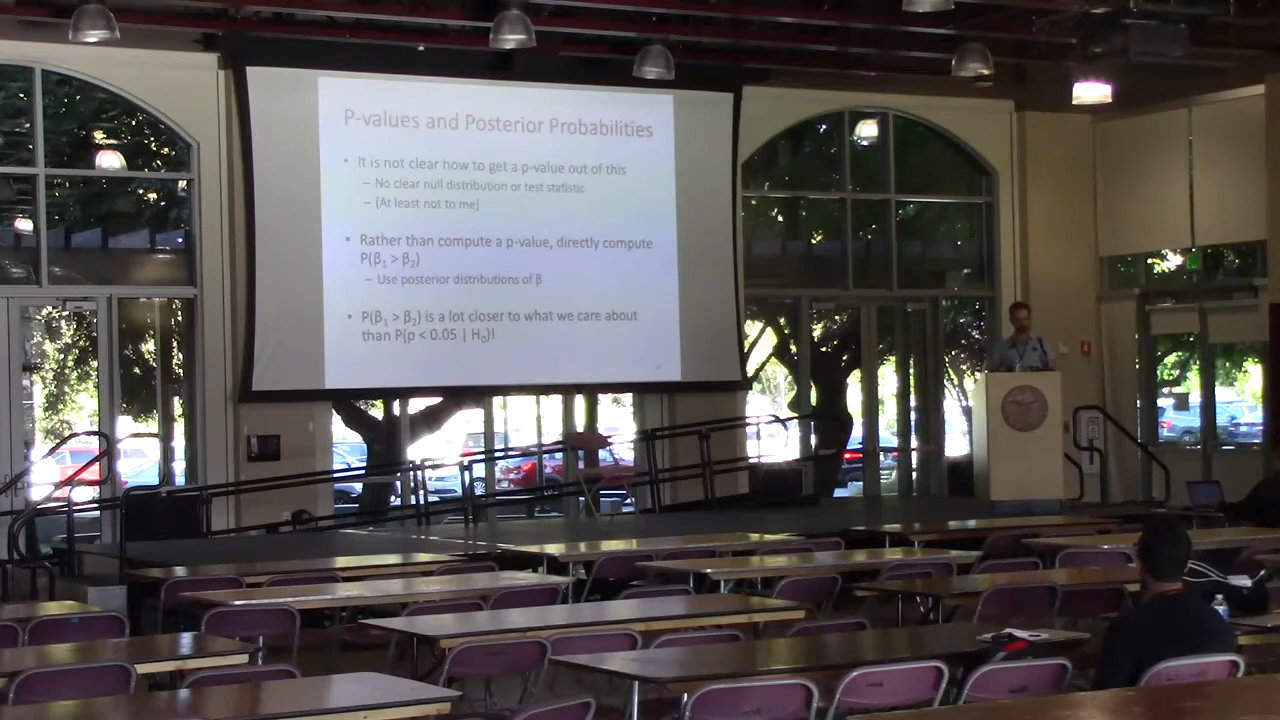 P-values and Posterior Probabilities
• It is not clear how to get a p-value out of this
– No clear null distribution or test statistic
– (At least not to me)
• Rather than compute a p-value, directly compute
P(β₁ > β₂)
– Use posterior distributions of β
• P(β₁ > β₂) is a lot closer to what we care about
than P(p < 0.05 | H₀)!